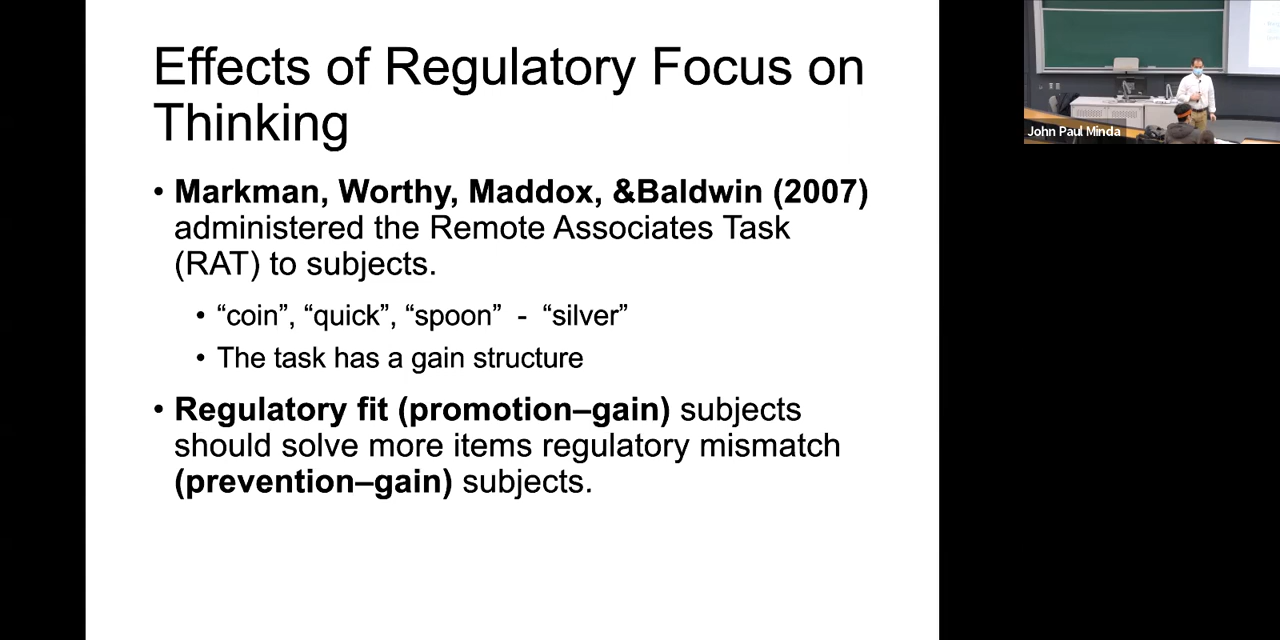 Effects of Regulatory Focus on
Thinking
• Markman, Worthy, Maddox, &Baldwin (2007)
administered the Remote Associates Task
(RAT) to subjects.
• “coin”, “quick”, “spoon” - “silver”
• The task has a gain structure
• Regulatory fit (promotion–gain) subjects
should solve more items regulatory mismatch
(prevention–gain) subjects.
John Paul Minda